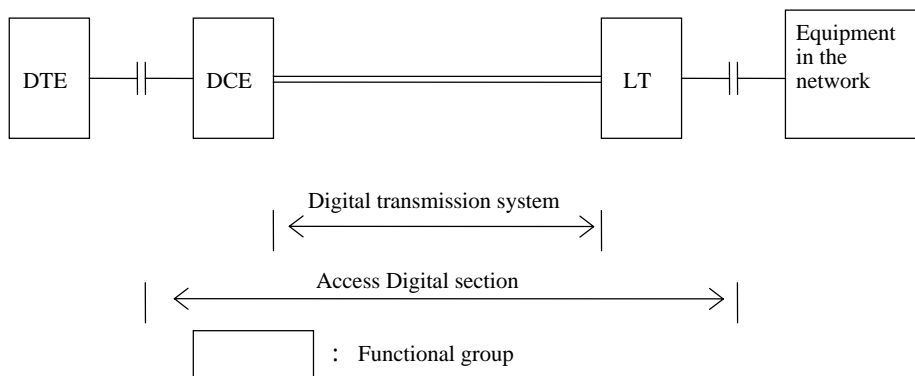 DTE
DCE
LT
Equipment
in the
network
Digital transmission system
Access Digital section
: Functional group